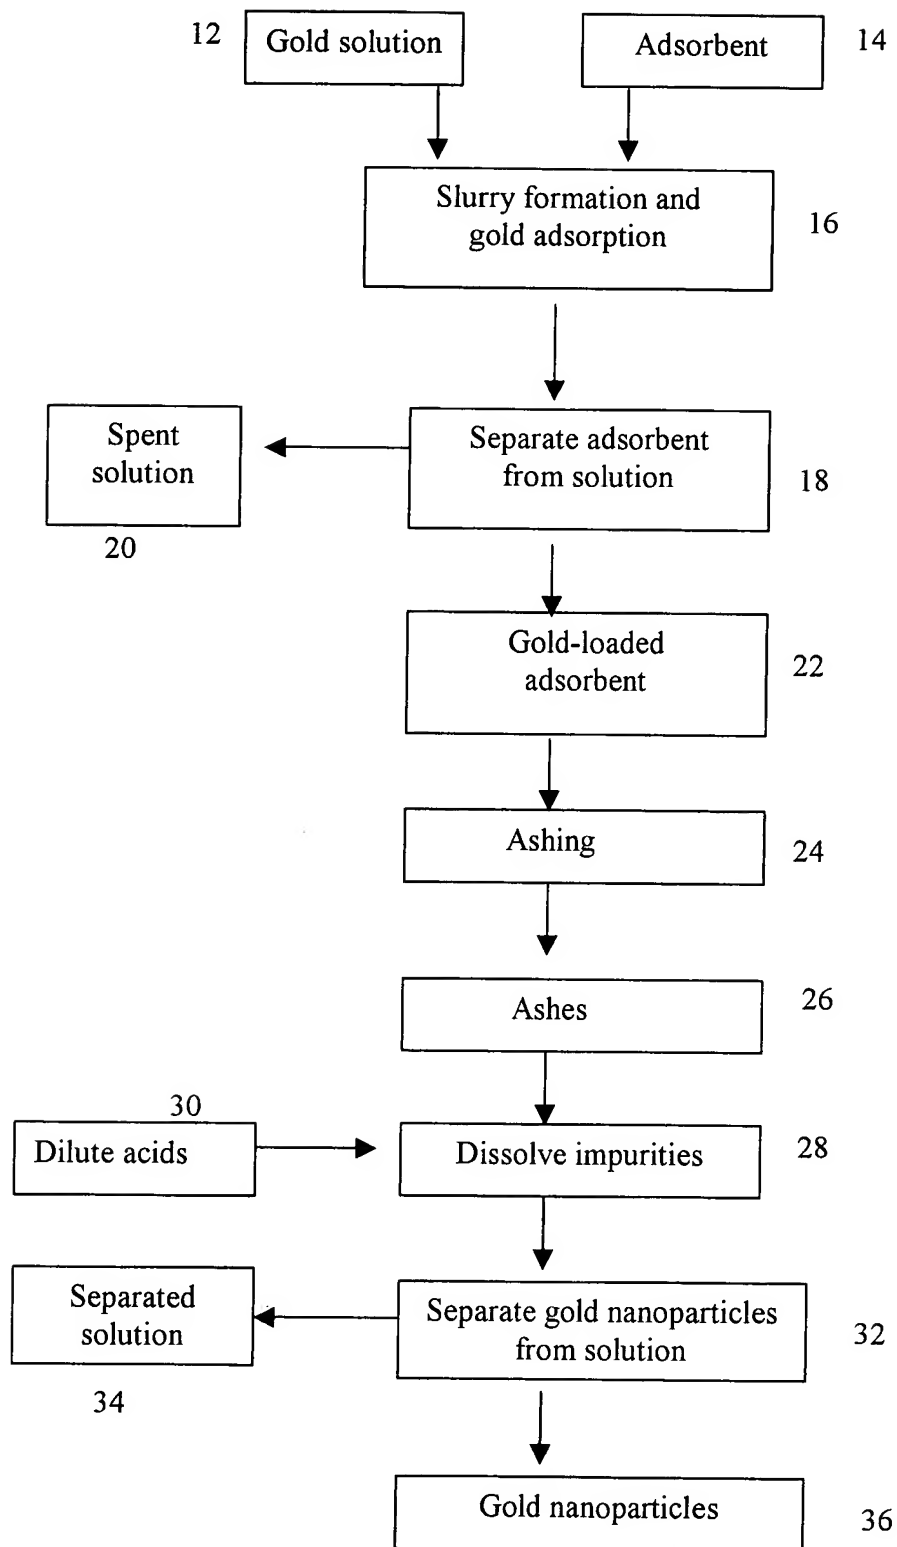 12
Gold solution
Adsorbent
14
Slurry formation and
gold adsorption
16
Spent
solution
20
Separate adsorbent
from solution
18
Gold-loaded
adsorbent
22
Ashing
24
Ashes
26
30
Dilute acids
Dissolve impurities
28
Separated
solution
34
Separate gold nanoparticles
from solution
32
Gold nanoparticles
36